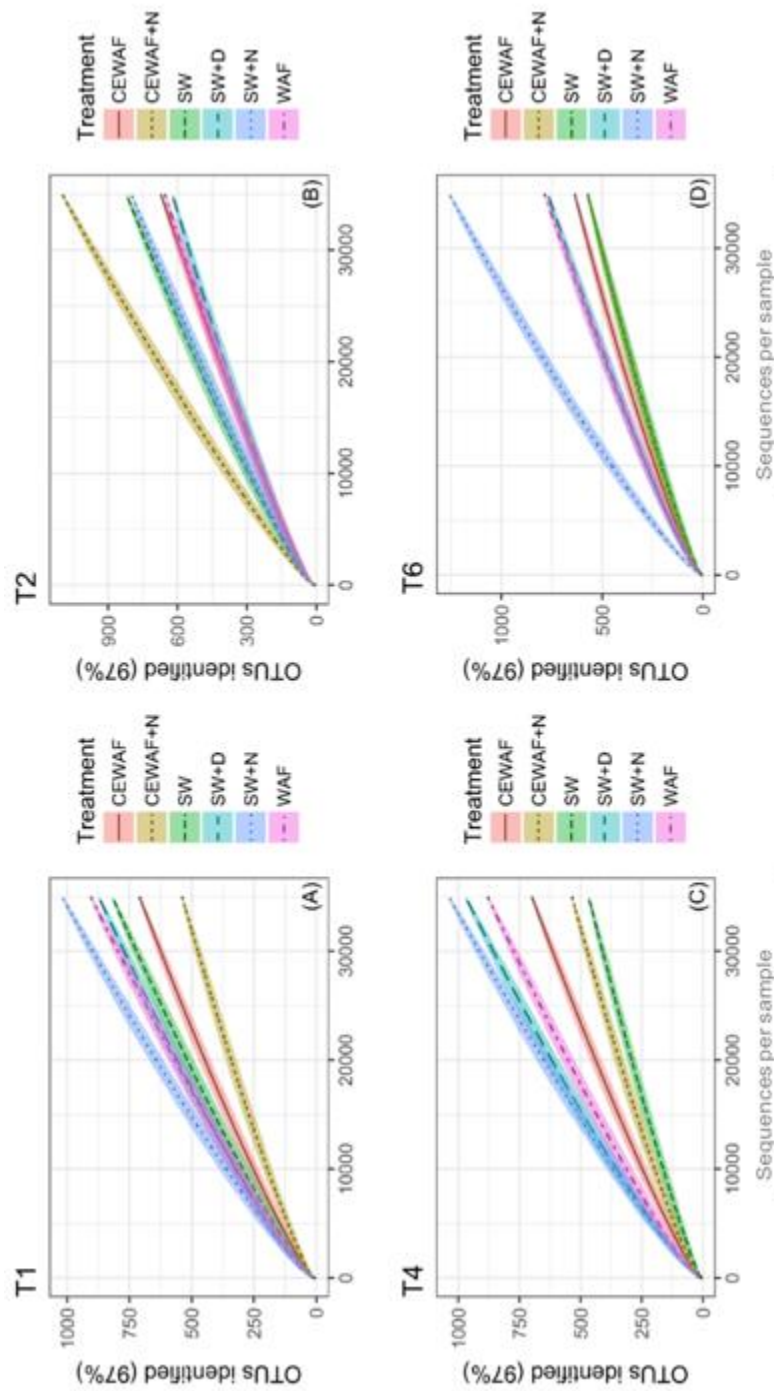 T1
OTUs identified (97%)
1000
750
500
250
0
0
10000
20000
30000
(A)
Treatment
CEWAF
CEWAF+N
SW
SW+D
SW+N
WAF
T2
OTUs identified (97%)
900
600
300
0
0
10000
20000
30000
(B)
Treatment
CEWAF
CEWAF+N
SW
SW+D
SW+N
WAF
T4
OTUs identified (97%)
1000
750
500
250
0
0
10000
20000
30000
Sequences per sample
(C)
Treatment
CEWAF
CEWAF+N
SW
SW+D
SW+N
WAF
T6
OTUs identified (97%)
1000
500
0
0
10000
20000
30000
Sequences per sample
(D)
Treatment
CEWAF
CEWAF+N
SW
SW+D
SW+N
WAF